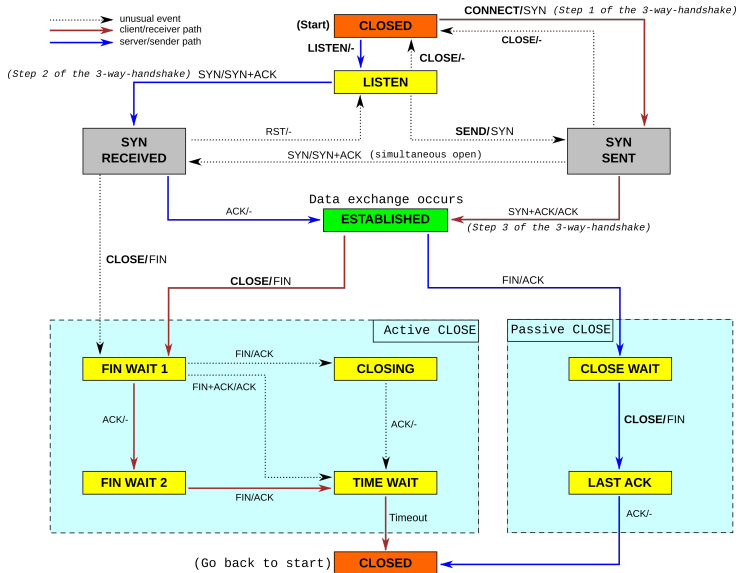 unusual event
client/receiver path
server/sender path
(Start)
CLOSED
CONNECT/SYN (Step 1 of the 3-way-handshake)
CLOSE/-
LISTEN/-
CLOSE/-
(Step 2 of the 3-way-handshake) SYN/SYN+ACK
LISTEN
RST/-
SEND/SYN
SYN
RECEIVED
SYN
SENT
SYN/SYN+ACK (simultaneous open)
Data exchange occurs
ACK/-
ESTABLISHED
SYN+ACK/ACK
(Step 3 of the 3-way-handshake)
CLOSE/FIN
CLOSE/FIN
FIN/ACK
Active CLOSE
Passive CLOSE
FIN/ACK
FIN WAIT 1
CLOSING
CLOSE WAIT
FIN+ACK/ACK
ACK/-
ACK/-
CLOSE/FIN
FIN WAIT 2
TIME WAIT
LAST ACK
FIN/ACK
Timeout
ACK/-
(Go back to start)
CLOSED